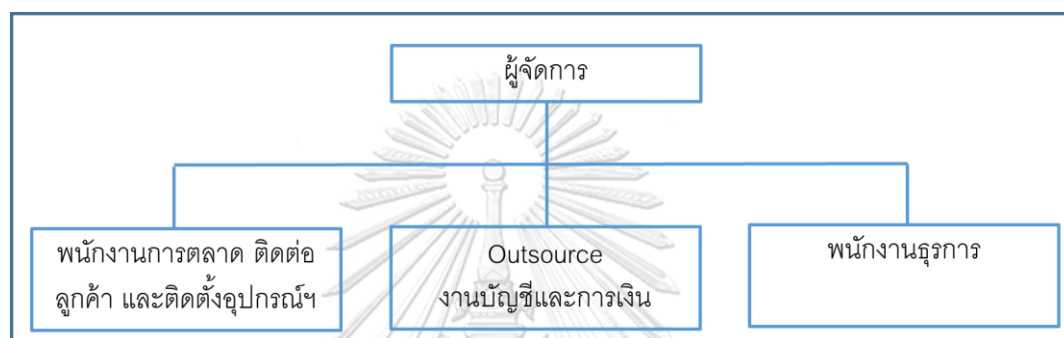 ผู้จัดการ
พนักงานการตลาด ติดต่อ
ลูกค้า และติดตั้งอุปกรณ์ฯ
Outsource
งานบัญชีและการเงิน
พนักงานธุรการ